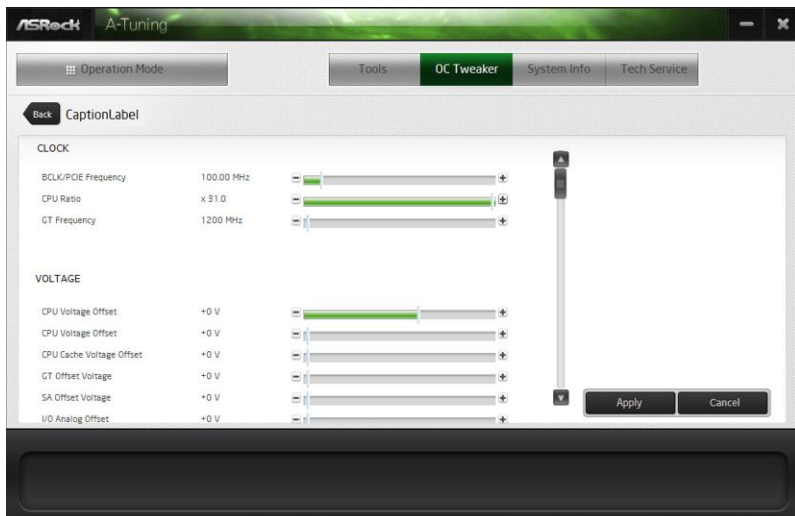 ASRock A-Tuning
Operation Mode Tools OC Tweaker System Info Tech Service
Back CaptionLabel
CLOCK
BCLK/PCIE Frequency 100.00 MHz
CPU Ratio x 31.0
GT Frequency 1200 MHz
VOLTAGE
CPU Voltage Offset +0 V
CPU Voltage Offset +0 V
CPU Cache Voltage Offset +0 V
GT Offset Voltage +0 V
SA Offset Voltage +0 V
I/O Analog Offset +0 V
Apply Cancel